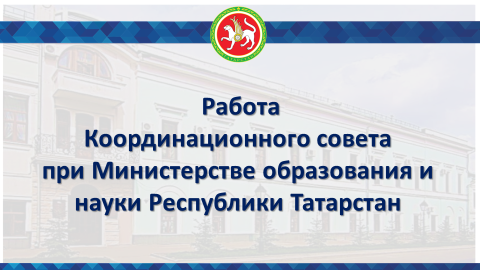 Работа
Координационного совета
при Министерстве образования и
науки Республики Татарстан